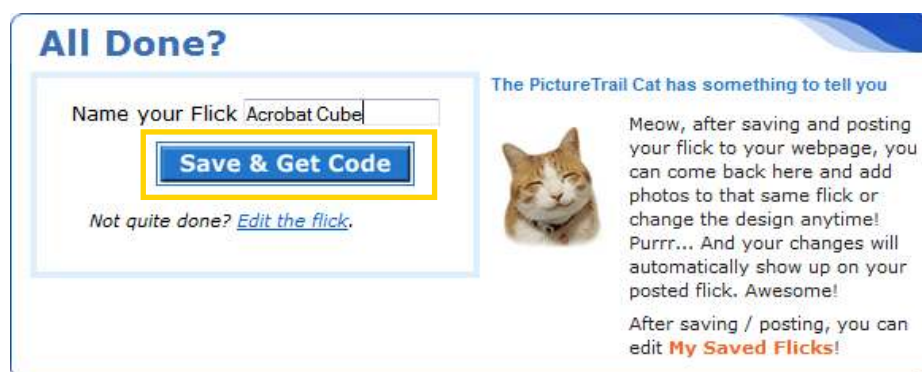 All Done?
Name your Flick Acrobat Cube
Save & Get Code
Not quite done? Edit the flick.
The PictureTrail Cat has something to tell you
Meow, after saving and posting
your flick to your webpage, you
can come back here and add
photos to that same flick or
change the design anytime!
Purrr... And your changes will
automatically show up on your
posted flick. Awesome!
After saving / posting, you can
edit My Saved Flicks!